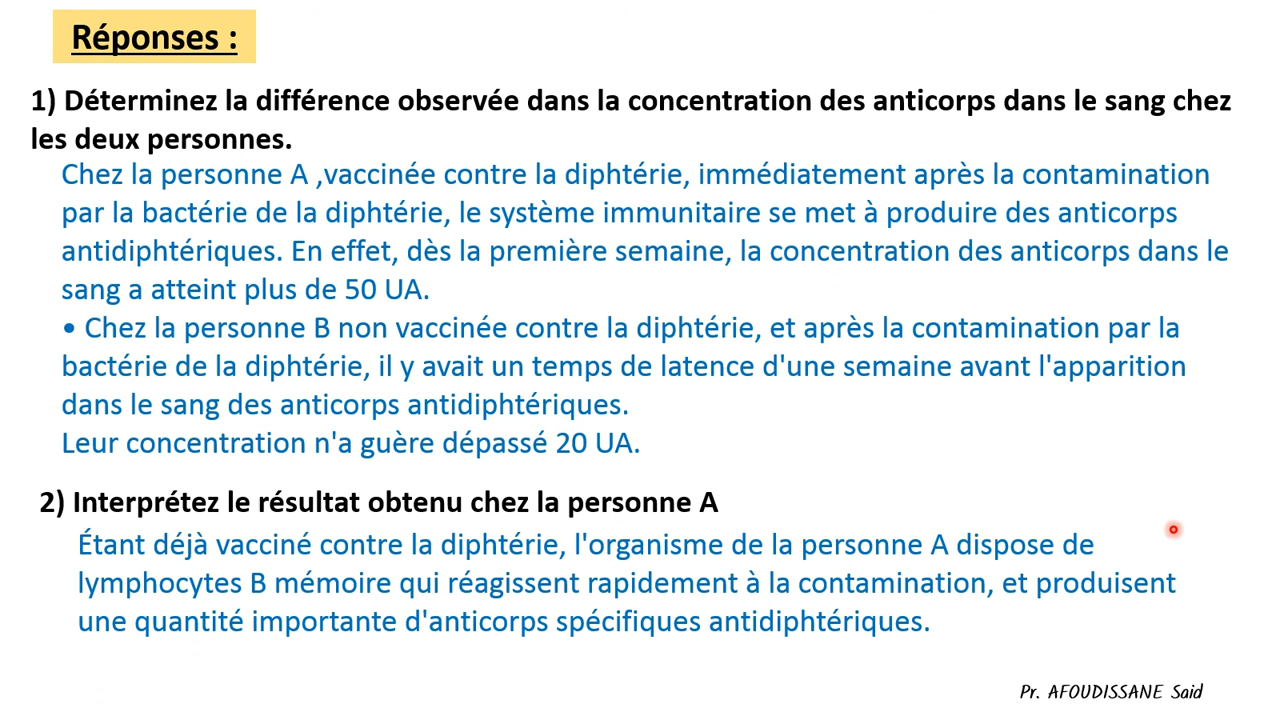 Réponses :
1) Déterminez la différence observée dans la concentration des anticorps dans le sang chez
les deux personnes.
Chez la personne A ,vaccinée contre la diphtérie, immédiatement après la contamination
par la bactérie de la diphtérie, le système immunitaire se met à produire des anticorps
antidiphtériques. En effet, dès la première semaine, la concentration des anticorps dans le
sang a atteint plus de 50 UA.
• Chez la personne B non vaccinée contre la diphtérie, et après la contamination par la
bactérie de la diphtérie, il y avait un temps de latence d'une semaine avant l'apparition
dans le sang des anticorps antidiphtériques.
Leur concentration n'a guère dépassé 20 UA.
2) Interprétez le résultat obtenu chez la personne A
Étant déjà vacciné contre la diphtérie, l'organisme de la personne A dispose de
lymphocytes B mémoire qui réagissent rapidement à la contamination, et produisent
une quantité importante d'anticorps spécifiques antidiphtériques.
Pr. AFOUDISSANE Said